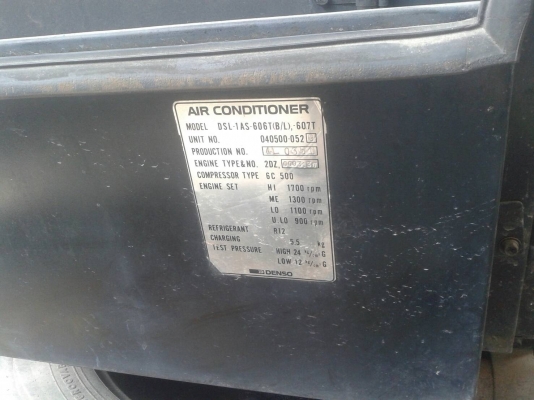 AIR CONDITIONER
MODEL DSL-1AS-606T(B/L),-607T
UNIT NO. 040500-052
PRODUCTION NO.
ENGINE TYPE & NO. 2DZ,
COMPRESSOR TYPE 6C 500
ENGINE SET HI 1700 rpm
ME 1300 rpm
LO 1100 rpm
U.LO 900 rpm
REFRIGERANT R12
CHARGING 5.5 kg
TEST PRESSURE HIGH 24 G
LOW 12 G
DENSO